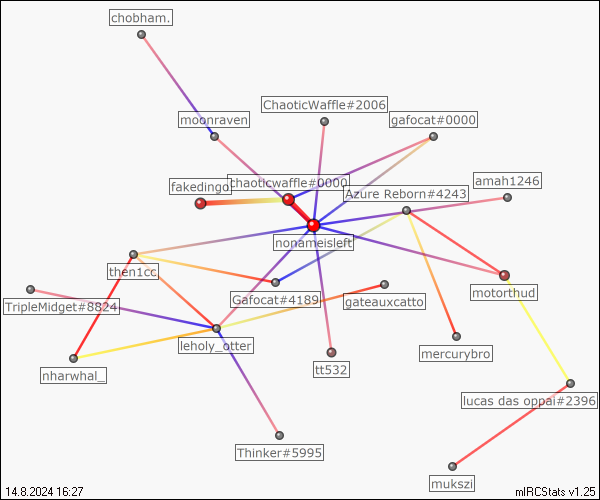 chobham.
ChaoticWaffle#2006
moonraven
gafocat#0000
amah1246
chaoticwaffle#0000
fakedingo
Azure Reborn#4243
nonameisleft
then1cc
motorthud
Gafocat#4189
gateauxcatto
TripleMidget#8824
leholy_otter
mercurybro
tt532
nharwhal_
lucas das oppai#2396
Thinker#5995
mukszi
14.8.2024 16:27
mIRCStats v1.25